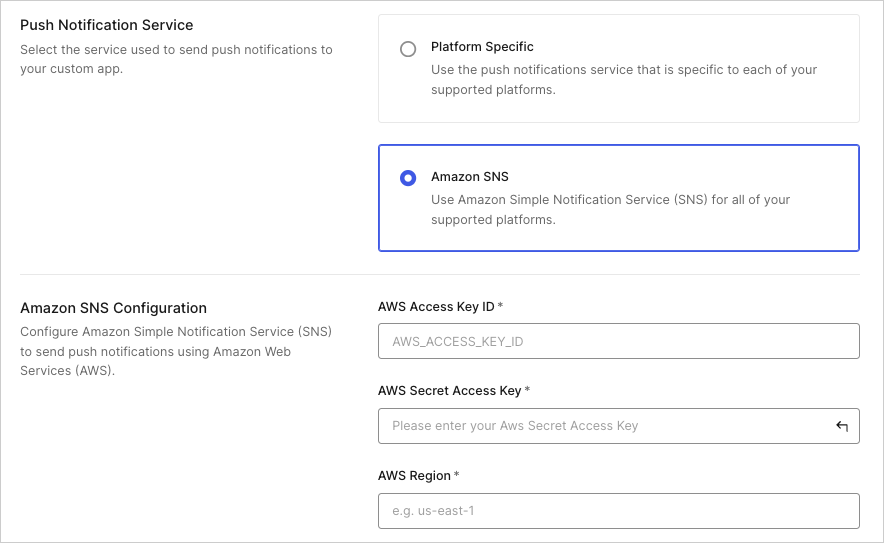 Push Notification Service
Select the service used to send push notifications to
your custom app.
Platform Specific
Use the push notifications service that is specific to each of your
supported platforms.
Amazon SNS
Use Amazon Simple Notification Service (SNS) for all of your
supported platforms.
Amazon SNS Configuration
Configure Amazon Simple Notification Service (SNS)
to send push notifications using Amazon Web
Services (AWS).
AWS Access Key ID *
AWS_ACCESS_KEY_ID
AWS Secret Access Key *
Please enter your Aws Secret Access Key
AWS Region *
e.g. us-east-1